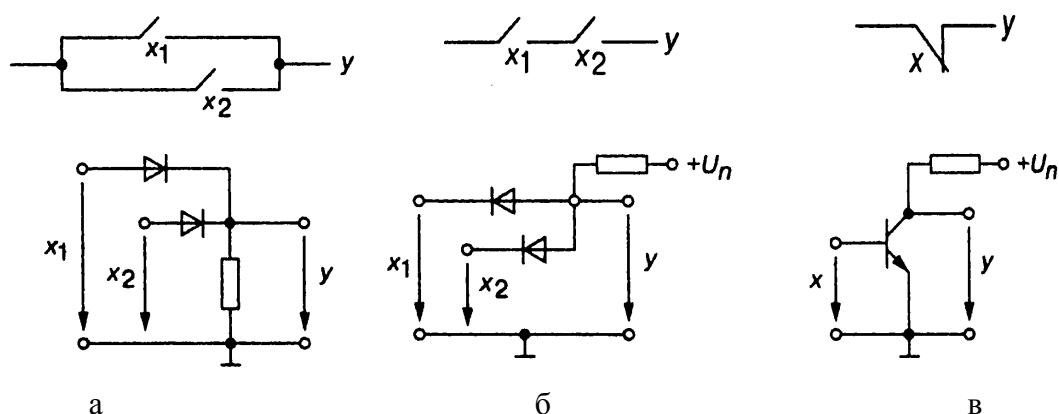 x₁ y
x₂
x₁ x₂ y
x y
x₁ x₂ y
+Uₙ
x₁ x₂ y
+Uₙ
x y
а б в